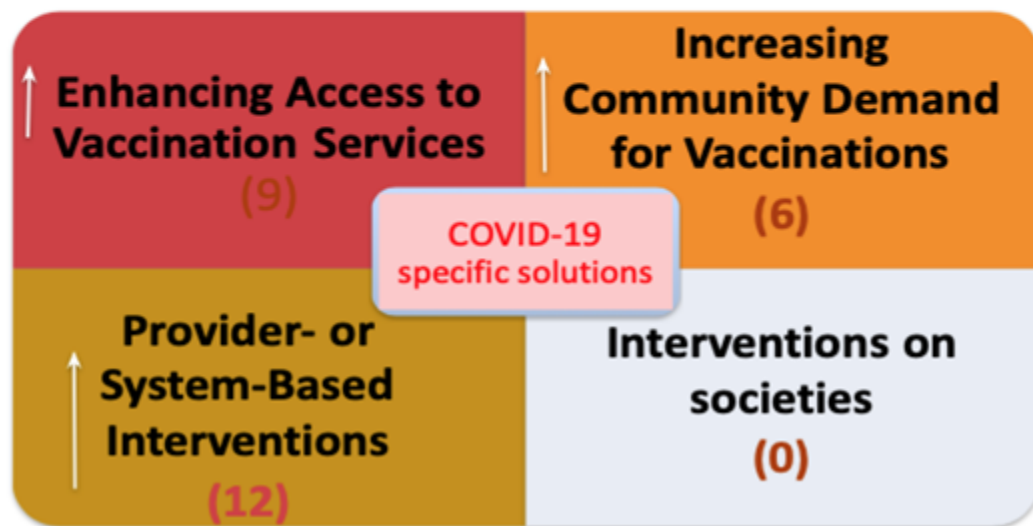 Enhancing Access to
Vaccination Services
(9)
Increasing
Community Demand
for Vaccinations
(6)
COVID-19
specific solutions
Provider- or
System-Based
Interventions
(12)
Interventions on
societies
(0)